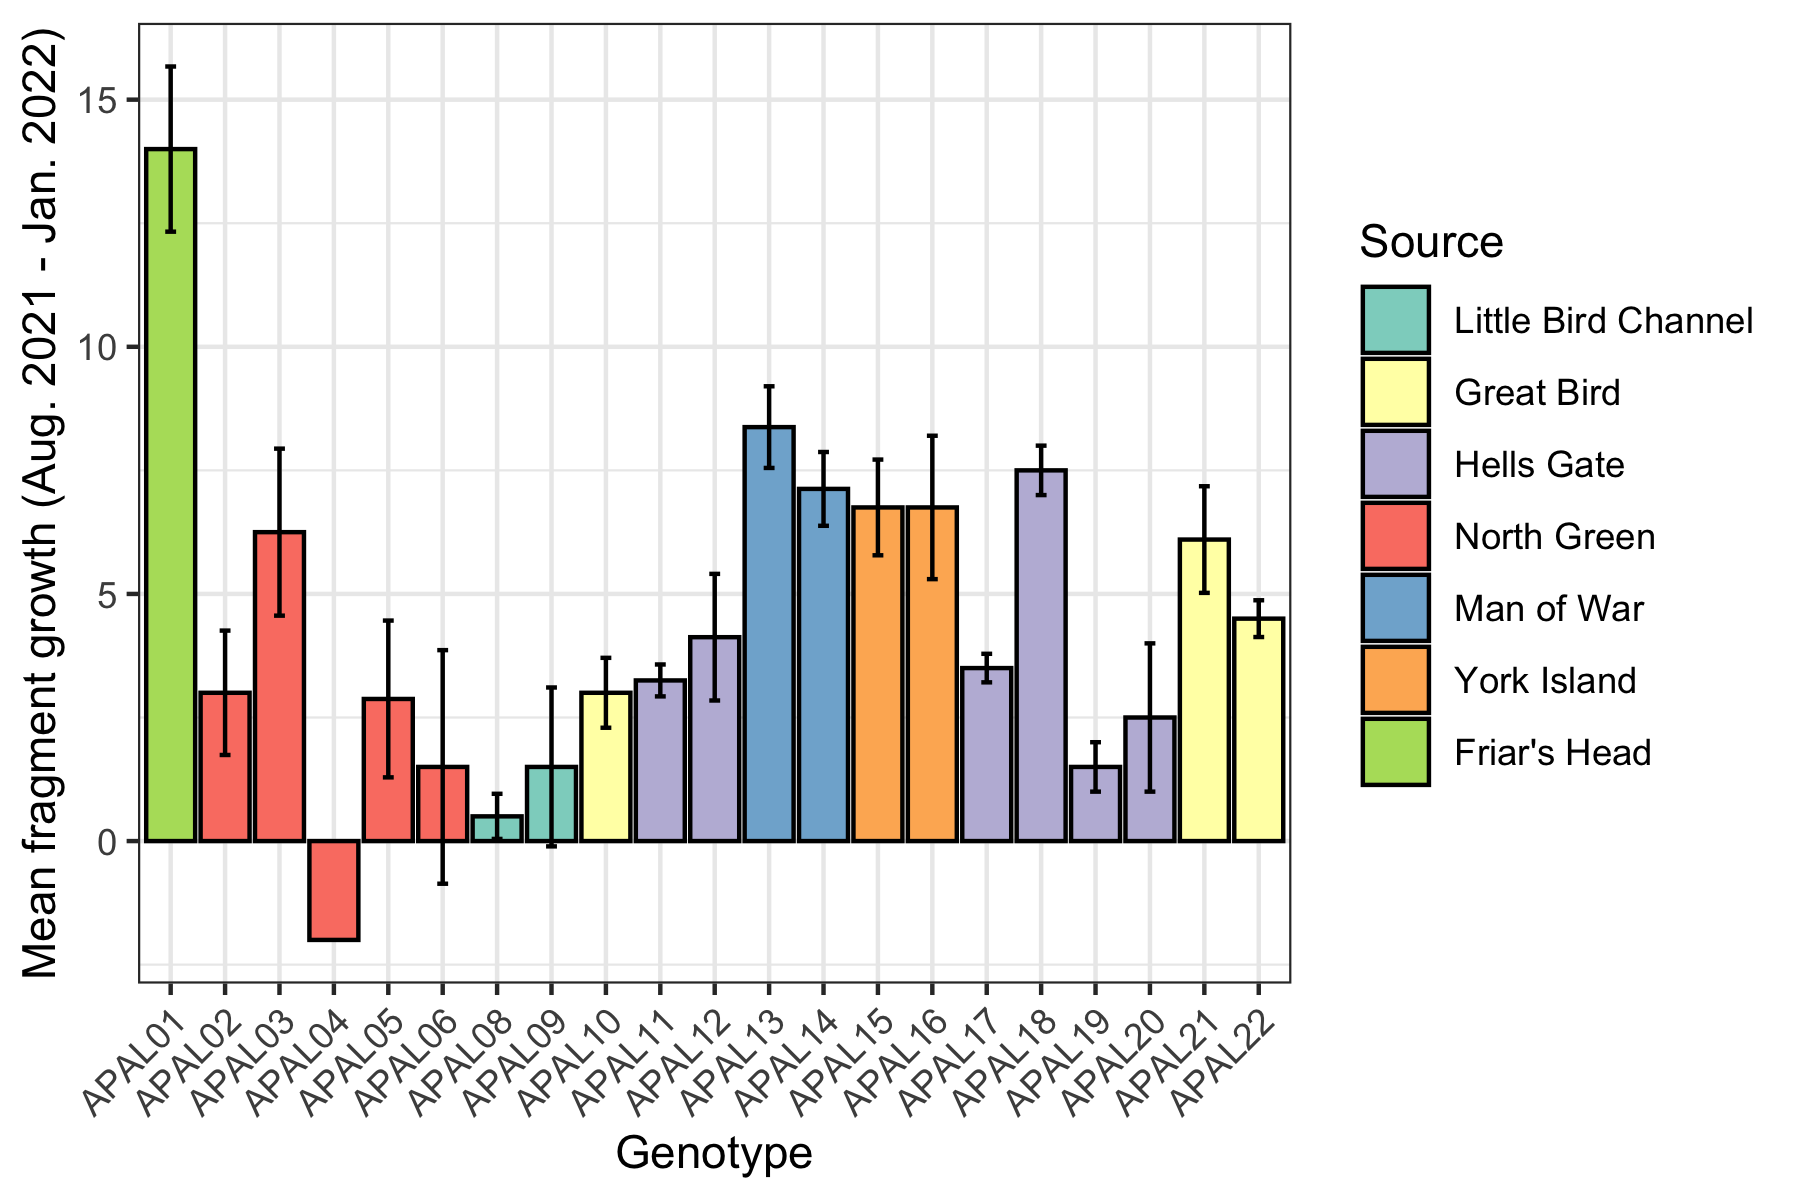 Mean fragment growth (Aug. 2021 - Jan. 2022)
15
10
5
0
APAL01
APAL02
APAL03
APAL04
APAL05
APAL06
APAL08
APAL09
APAL10
APAL11
APAL12
APAL13
APAL14
APAL15
APAL16
APAL17
APAL18
APAL19
APAL20
APAL21
APAL22
Genotype
Source
Little Bird Channel
Great Bird
Hells Gate
North Green
Man of War
York Island
Friar's Head